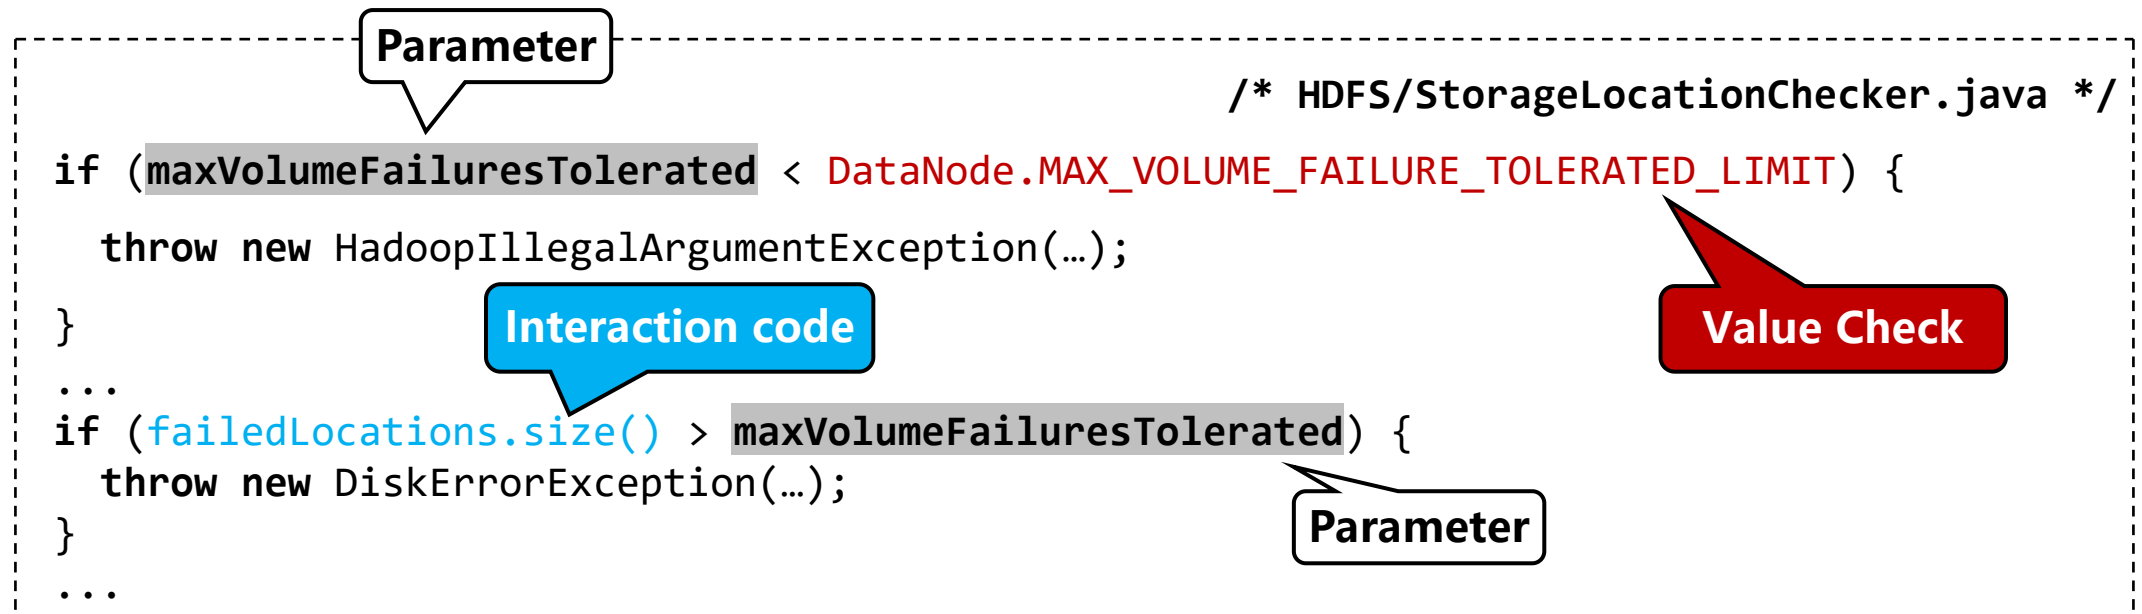 Parameter
/* HDFS/StorageLocationChecker.java */
if (maxVolumeFailuresTolerated < DataNode.MAX_VOLUME_FAILURE_TOLERATED_LIMIT) {
throw new HadoopIllegalArgumentException(…);
}
Interaction code
Value Check
...
if (failedLocations.size() > maxVolumeFailuresTolerated) {
throw new DiskErrorException(…);
Parameter
}
...